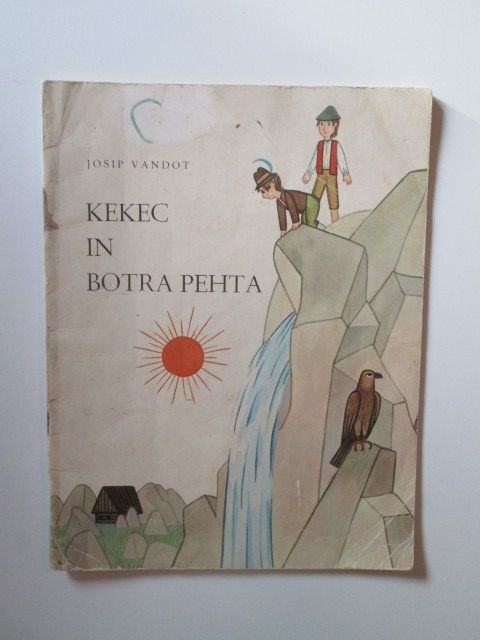 JOSIP VANDOT
KEKEC
IN
BOTRA PEHTA